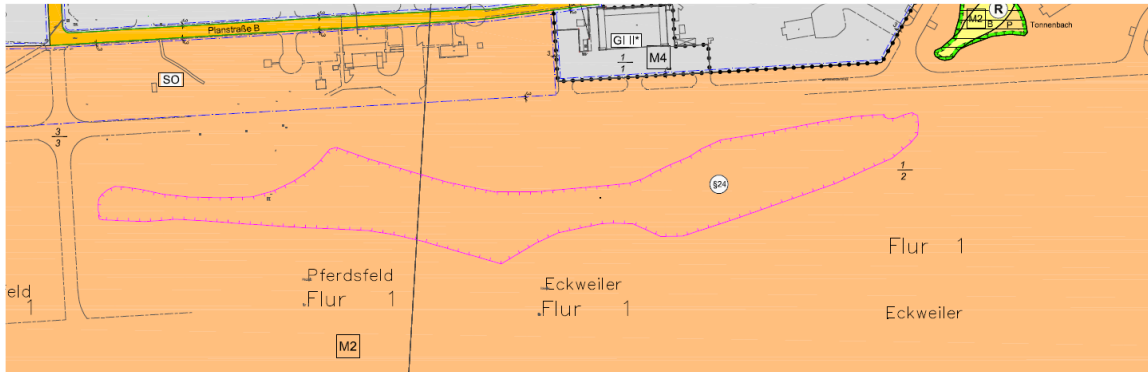 R
M2
B P
Tonnenbach
Planstraße B
GI II*
M4
1
1
SO
3
3
§24
1
2
Flur 1
Pferdsfeld
Flur 1
Eckweiler
Flur 1
eld
1
Eckweiler
M2